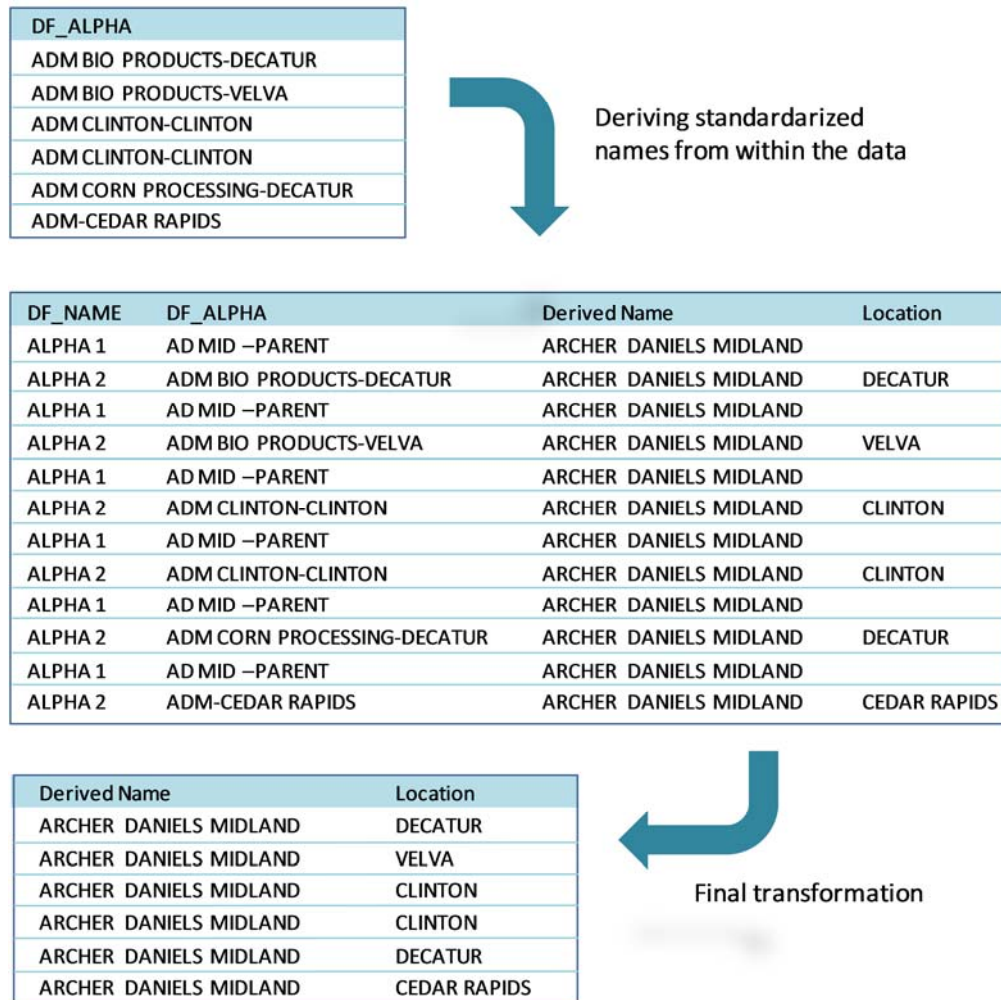 DF_ALPHA
ADM BIO PRODUCTS-DECATUR
ADM BIO PRODUCTS-VELVA
ADM CLINTON-CLINTON
ADM CLINTON-CLINTON
ADM CORN PROCESSING-DECATUR
ADM-CEDAR RAPIDS
Deriving standardarized
names from within the data
DF_NAME DF_ALPHA Derived Name Location
ALPHA 1 AD MID –PARENT ARCHER DANIELS MIDLAND
ALPHA 2 ADM BIO PRODUCTS-DECATUR ARCHER DANIELS MIDLAND DECATUR
ALPHA 1 AD MID –PARENT ARCHER DANIELS MIDLAND
ALPHA 2 ADM BIO PRODUCTS-VELVA ARCHER DANIELS MIDLAND VELVA
ALPHA 1 AD MID –PARENT ARCHER DANIELS MIDLAND
ALPHA 2 ADM CLINTON-CLINTON ARCHER DANIELS MIDLAND CLINTON
ALPHA 1 AD MID –PARENT ARCHER DANIELS MIDLAND
ALPHA 2 ADM CLINTON-CLINTON ARCHER DANIELS MIDLAND CLINTON
ALPHA 1 AD MID –PARENT ARCHER DANIELS MIDLAND
ALPHA 2 ADM CORN PROCESSING-DECATUR ARCHER DANIELS MIDLAND DECATUR
ALPHA 1 AD MID –PARENT ARCHER DANIELS MIDLAND
ALPHA 2 ADM-CEDAR RAPIDS ARCHER DANIELS MIDLAND CEDAR RAPIDS
Derived Name Location
ARCHER DANIELS MIDLAND DECATUR
ARCHER DANIELS MIDLAND VELVA
ARCHER DANIELS MIDLAND CLINTON
ARCHER DANIELS MIDLAND CLINTON
ARCHER DANIELS MIDLAND DECATUR
ARCHER DANIELS MIDLAND CEDAR RAPIDS
Final transformation